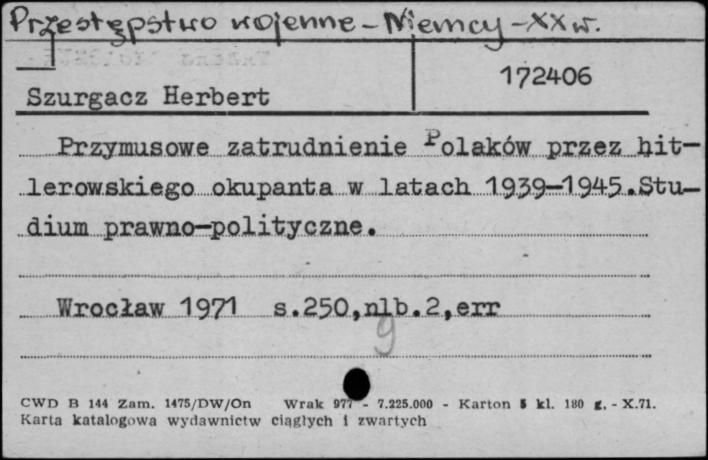 Przestępstwo wojenne – Niemcy – XX w.
172406
Szurgacz Herbert
Przymusowe zatrudnienie Polaków przez hit-
lerowskiego okupanta w latach 1939-1945.Stu-
dium prawno-polityczne.
Wrocław 1971 s.250,nlb.2,err
9
CWD B 144 Zam. 1475/DW/On Wrak 977 - 7.225.000 - Karton 5 kl. 180 g. - X.71.
Karta katalogowa wydawnictw ciągłych i zwartych